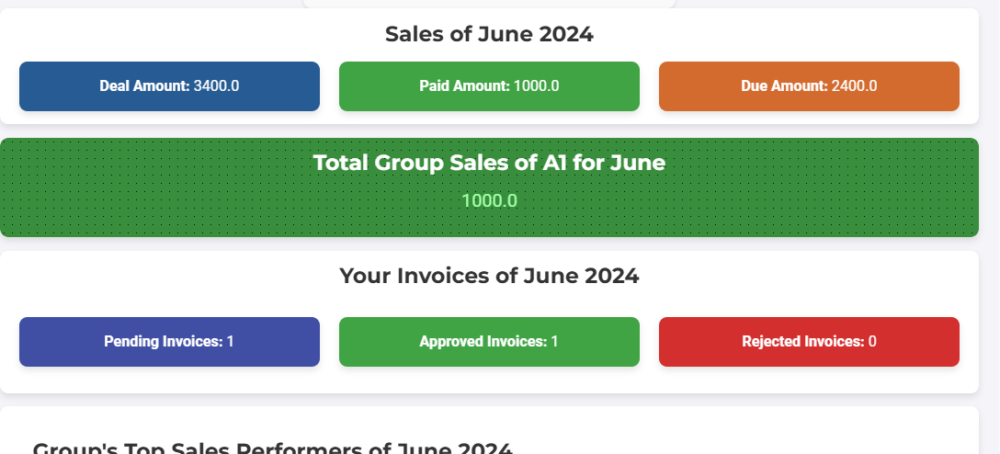 Sales of June 2024
Deal Amount: 3400.0 Paid Amount: 1000.0 Due Amount: 2400.0
Total Group Sales of A1 for June
1000.0
Your Invoices of June 2024
Pending Invoices: 1 Approved Invoices: 1 Rejected Invoices: 0
Group's Top Sales Performers of June 2024